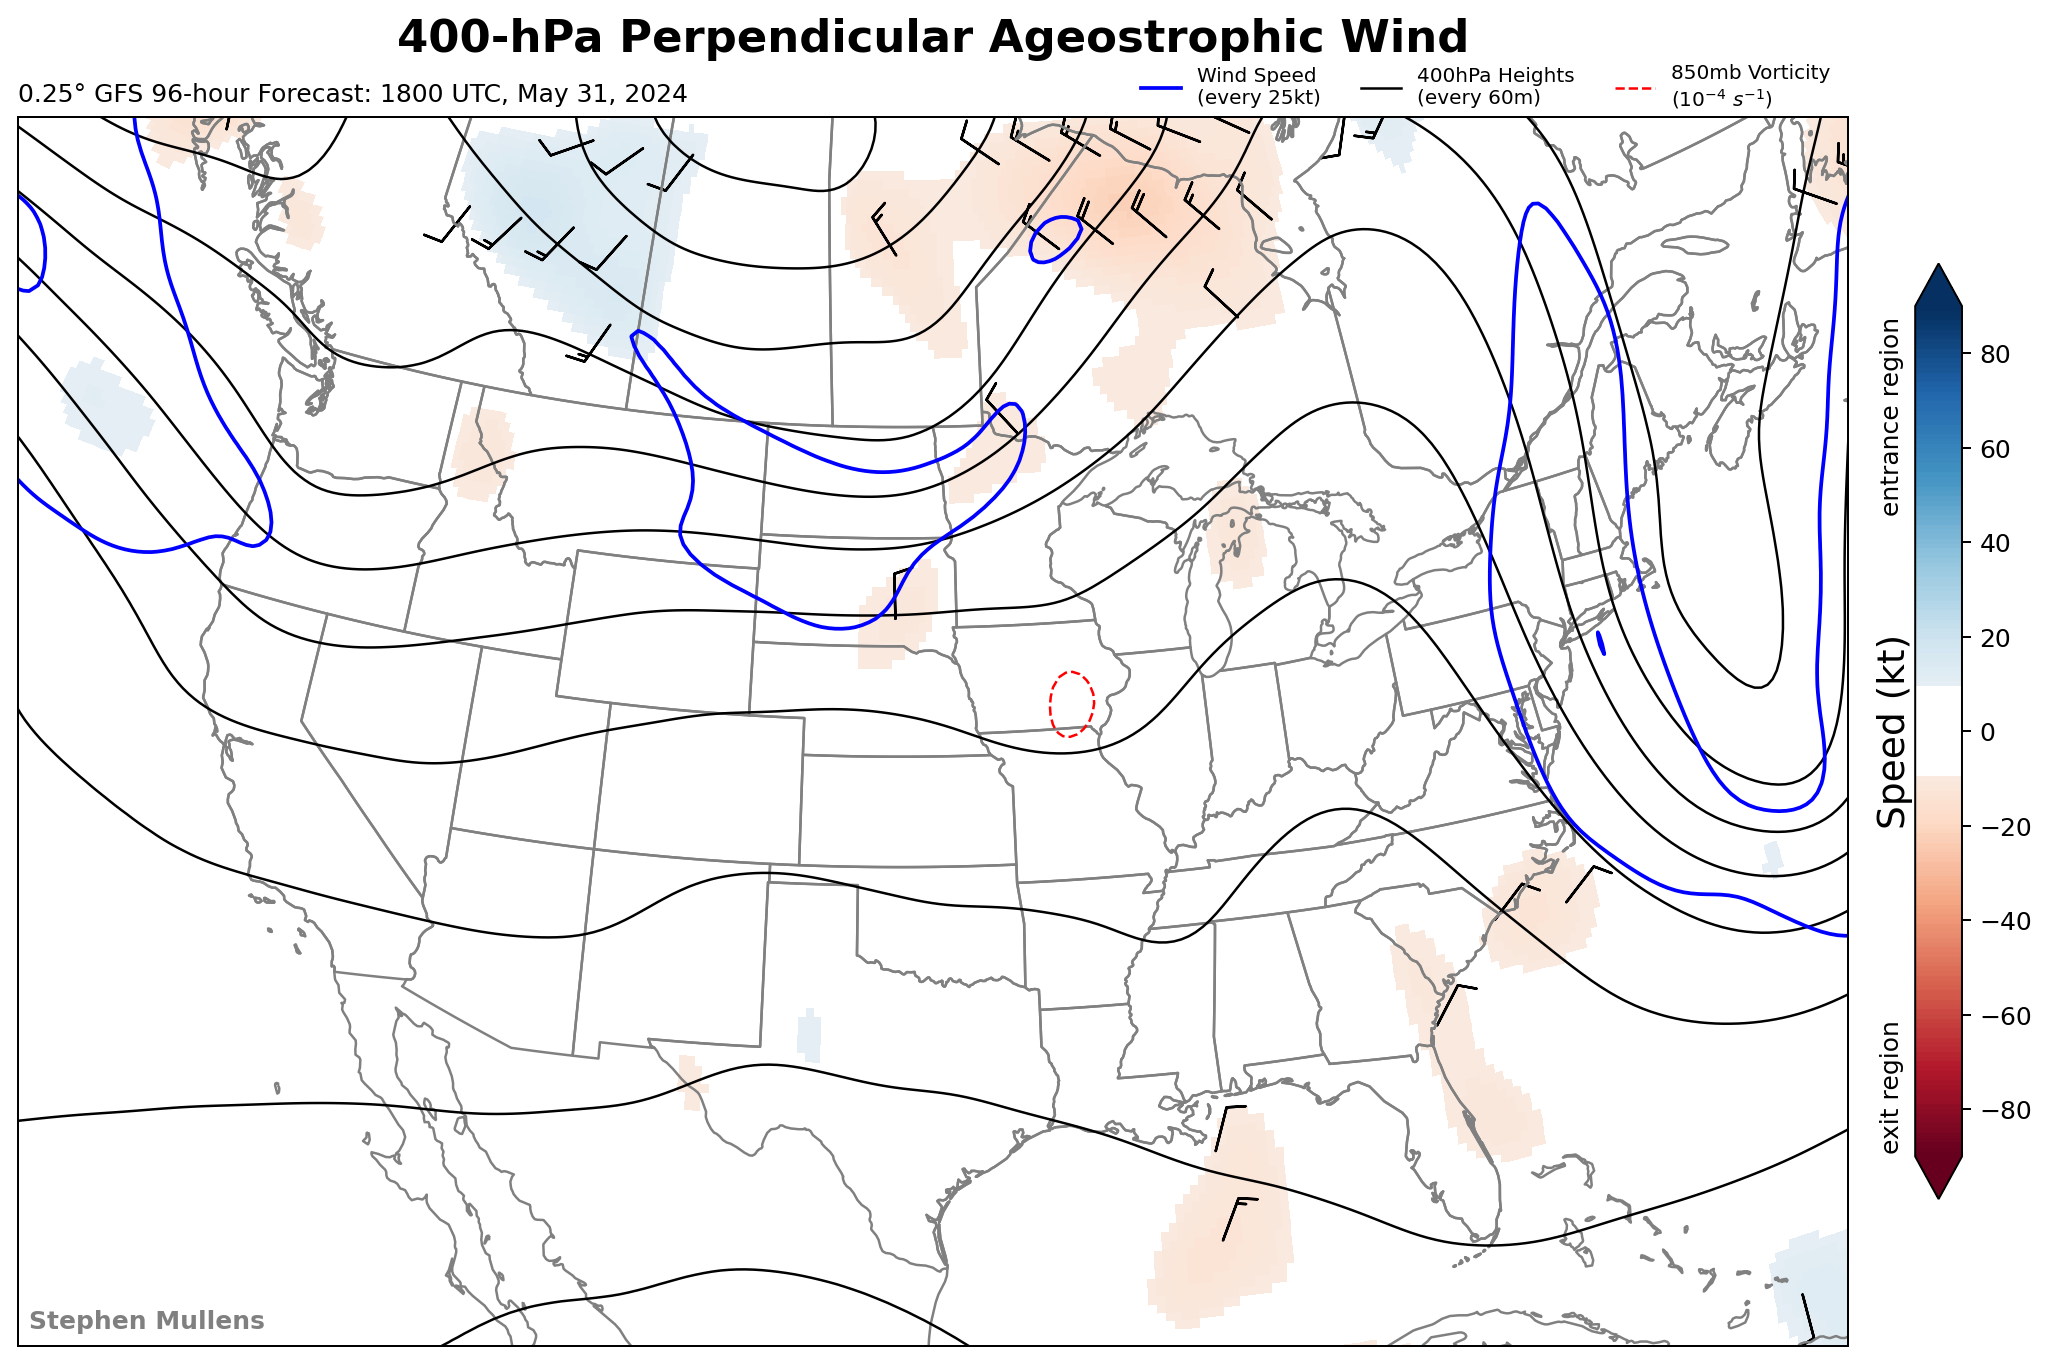 400-hPa Perpendicular Ageostrophic Wind
0.25° GFS 96-hour Forecast: 1800 UTC, May 31, 2024
Wind Speed
(every 25kt)
400hPa Heights
(every 60m)
850mb Vorticity
(10⁻⁴ s⁻¹)
entrance region
Speed (kt)
exit region
80
60
40
20
0
−20
−40
−60
−80
Stephen Mullens